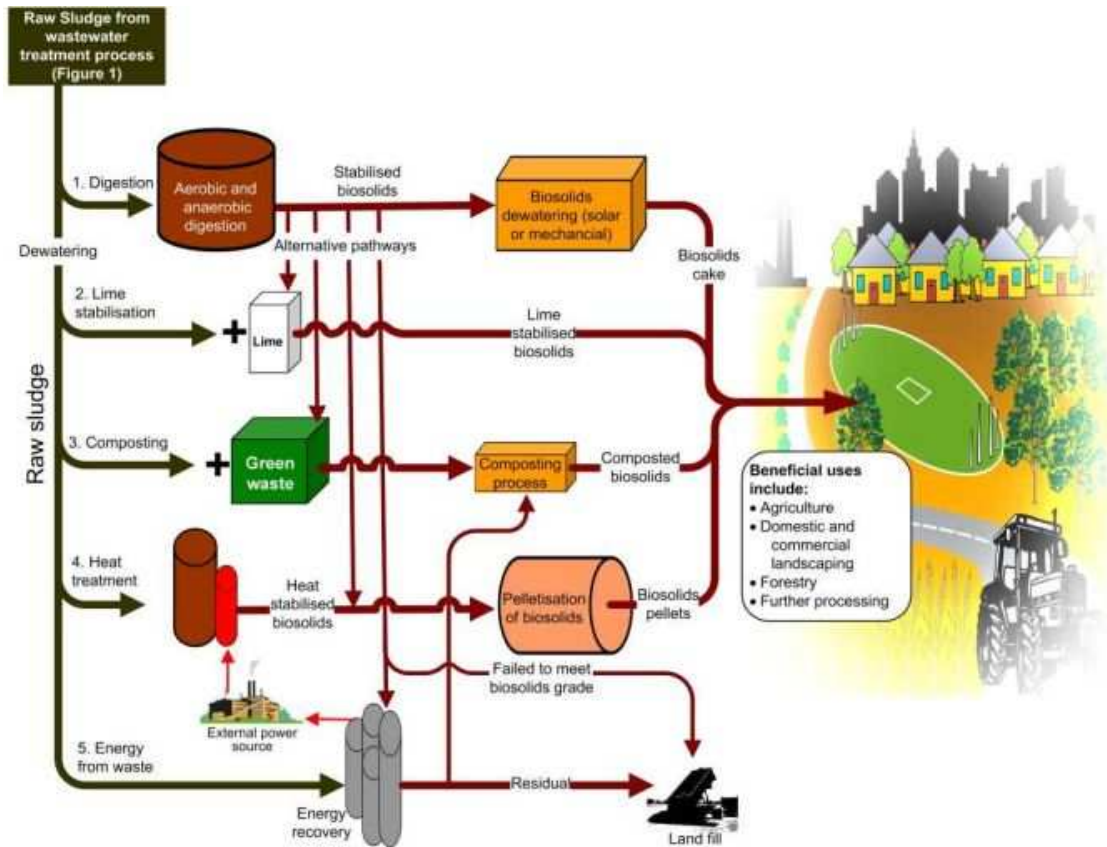 Raw Sludge from
wastewater
treatment process
(Figure 1)
1. Digestion
Aerobic and
anaerobic
digestion
Stabilised
biosolids
Biosolids
dewatering (solar
or mechancial)
Alternative pathways
Biosolids
cake
Dewatering
2. Lime
stabilisation
+
Lime
Lime
stabilised
biosolids
Raw sludge
3. Composting
+
Green
waste
Composting
process
Composted
biosolids
Beneficial uses
include:
• Agriculture
• Domestic and
commercial
landscaping
• Forestry
• Further processing
4. Heat
treatment
Heat
stabilised
biosolids
Pelletisation
of biosolids
Biosolids
pellets
Failed to meet
biosolids grade
External power
source
5. Energy
from waste
Energy
recovery
Residual
Land fill